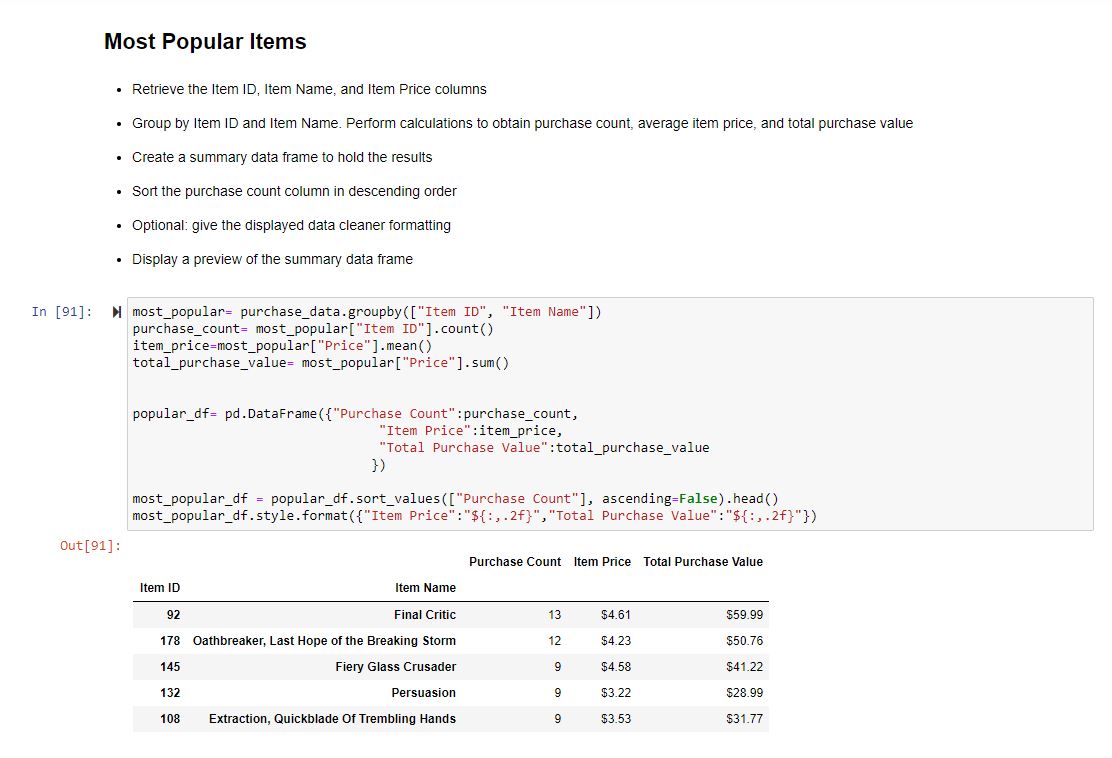 Most Popular Items
• Retrieve the Item ID, Item Name, and Item Price columns
• Group by Item ID and Item Name. Perform calculations to obtain purchase count, average item price, and total purchase value
• Create a summary data frame to hold the results
• Sort the purchase count column in descending order
• Optional: give the displayed data cleaner formatting
• Display a preview of the summary data frame
In [91]: most_popular= purchase_data.groupby(["Item ID", "Item Name"])
purchase_count= most_popular["Item ID"].count()
item_price=most_popular["Price"].mean()
total_purchase_value= most_popular["Price"].sum()
popular_df= pd.DataFrame({"Purchase Count":purchase_count,
"Item Price":item_price,
"Total Purchase Value":total_purchase_value
})
most_popular_df = popular_df.sort_values(["Purchase Count"], ascending=False).head()
most_popular_df.style.format({"Item Price":"${:,.2f}","Total Purchase Value":"${:,.2f}"})
Out[91]:
Purchase Count Item Price Total Purchase Value
Item ID Item Name
92 Final Critic 13 $4.61 $59.99
178 Oathbreaker, Last Hope of the Breaking Storm 12 $4.23 $50.76
145 Fiery Glass Crusader 9 $4.58 $41.22
132 Persuasion 9 $3.22 $28.99
108 Extraction, Quickblade Of Trembling Hands 9 $3.53 $31.77